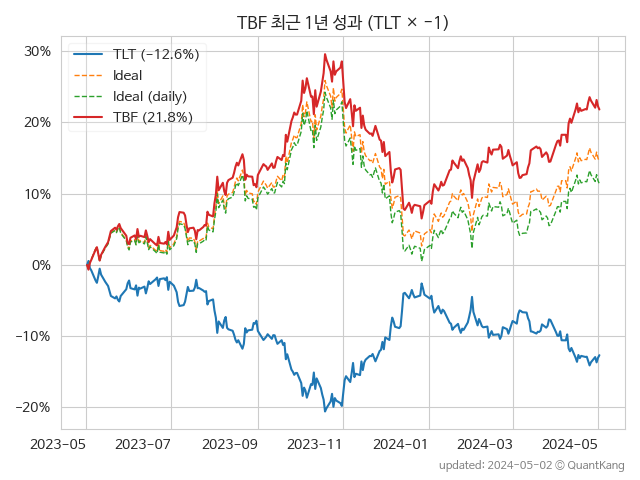 TBF 최근 1년 성과 (TLT × −1)
TLT (−12.6%)
Ideal
Ideal (daily)
TBF (21.8%)
30%
20%
10%
0%
−10%
−20%
2023-05 2023-07 2023-09 2023-11 2024-01 2024-03 2024-05
updated: 2024-05-02 © QuantKang